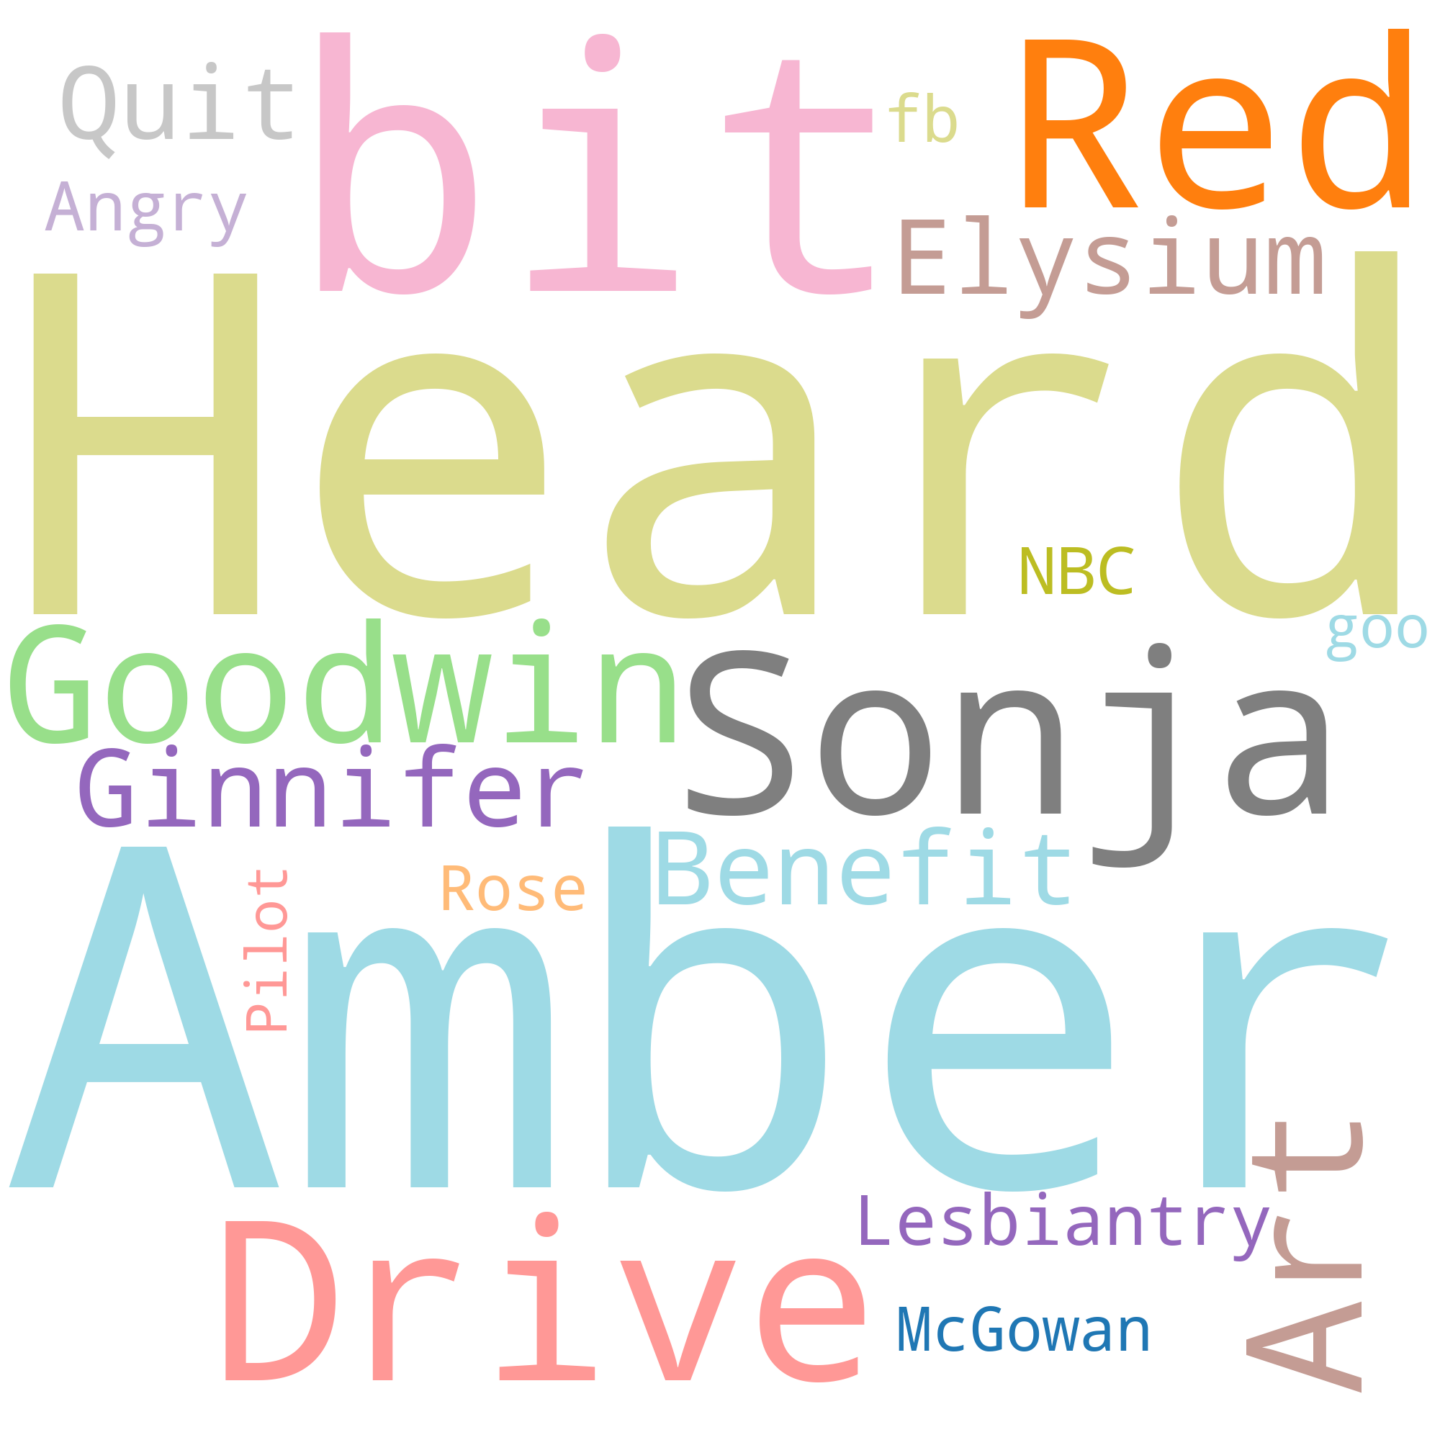 Quit
bit
fb
Red
Angry
Elysium
Heard
NBC
goo
Goodwin
Sonja
Ginnifer
Benefit
Rose
Pilot
Amber
Art
Lesbiantry
Drive
McGowan